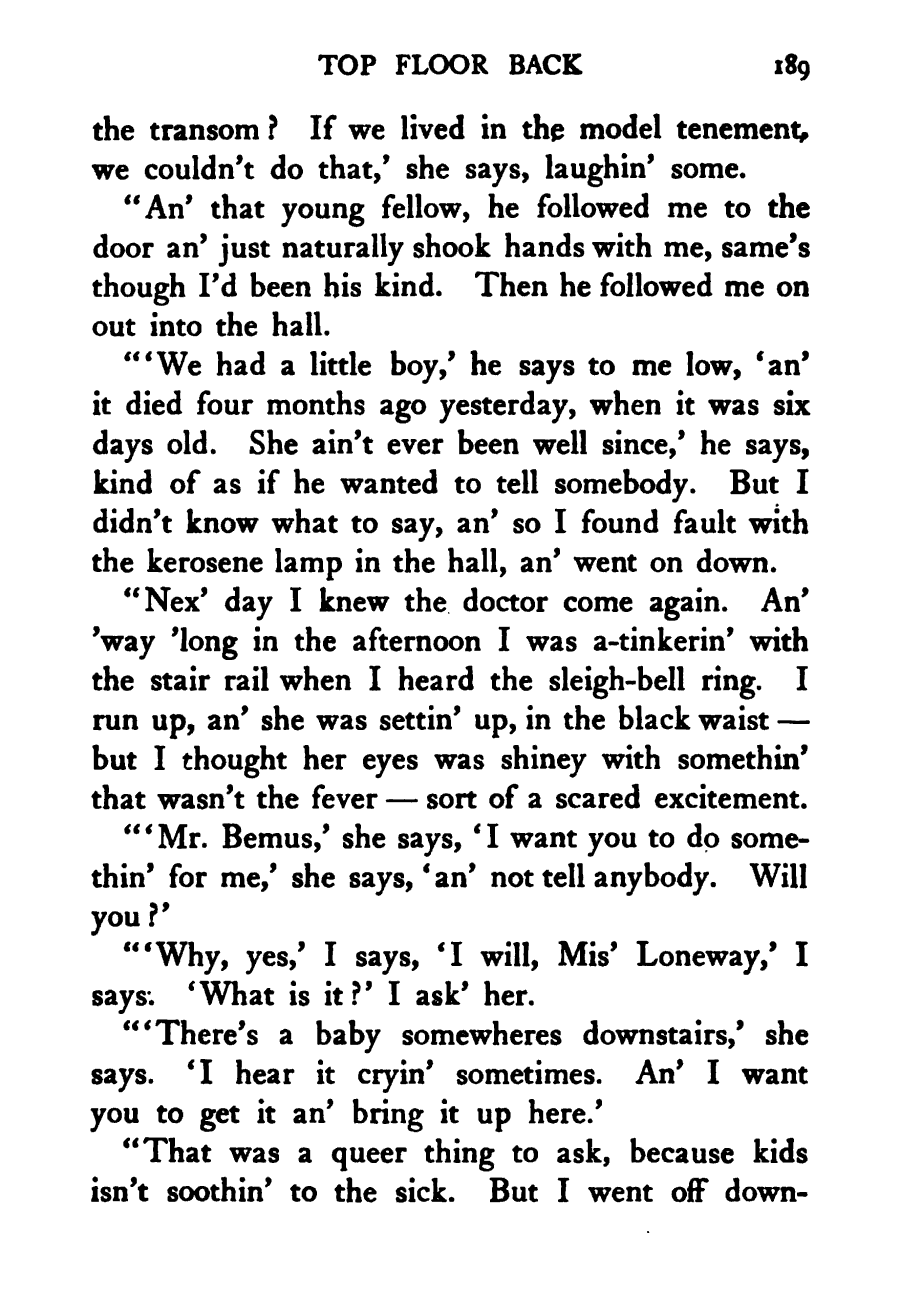 TOP FLOOR BACK 189
the transom? If we lived in the model tenement,
we couldn't do that,' she says, laughin' some.
"An' that young fellow, he followed me to the
door an' just naturally shook hands with me, same's
though I'd been his kind. Then he followed me on
out into the hall.
"'We had a little boy,' he says to me low, 'an'
it died four months ago yesterday, when it was six
days old. She ain't ever been well since,' he says,
kind of as if he wanted to tell somebody. But I
didn't know what to say, an' so I found fault with
the kerosene lamp in the hall, an' went on down.
"Nex' day I knew the doctor come again. An'
'way 'long in the afternoon I was a-tinkerin' with
the stair rail when I heard the sleigh-bell ring. I
run up, an' she was settin' up, in the black waist —
but I thought her eyes was shiney with somethin'
that wasn't the fever — sort of a scared excitement.
"'Mr. Bemus,' she says, 'I want you to do some-
thin' for me,' she says, 'an' not tell anybody. Will
you?'
"'Why, yes,' I says, 'I will, Mis' Loneway,' I
says. 'What is it?' I ask' her.
"'There's a baby somewheres downstairs,' she
says. 'I hear it cryin' sometimes. An' I want
you to get it an' bring it up here.'
"That was a queer thing to ask, because kids
isn't soothin' to the sick. But I went off down-